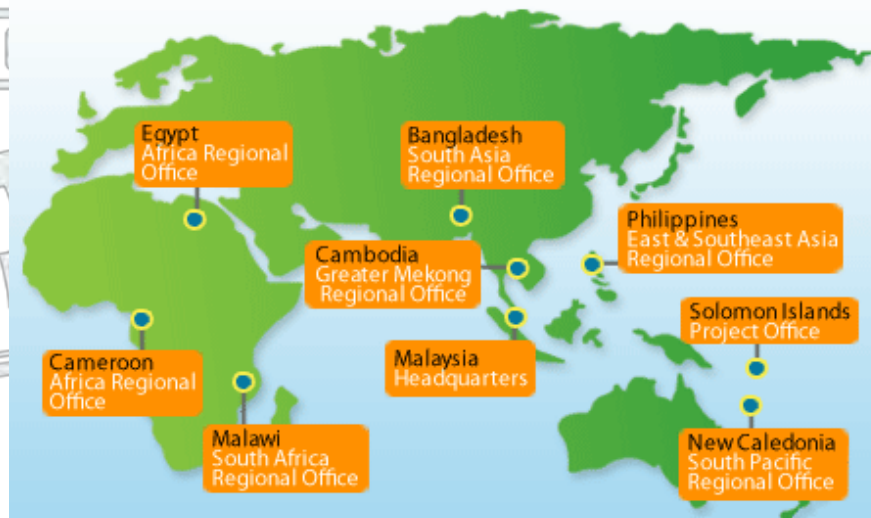 Egypt
Africa Regional
Office
Bangladesh
South Asia
Regional Office
Philippines
East & Southeast Asia
Regional Office
Cambodia
Greater Mekong
Regional Office
Solomon Islands
Project Office
Malaysia
Headquarters
Cameroon
Africa Regional
Office
Malawi
South Africa
Regional Office
New Caledonia
South Pacific
Regional Office